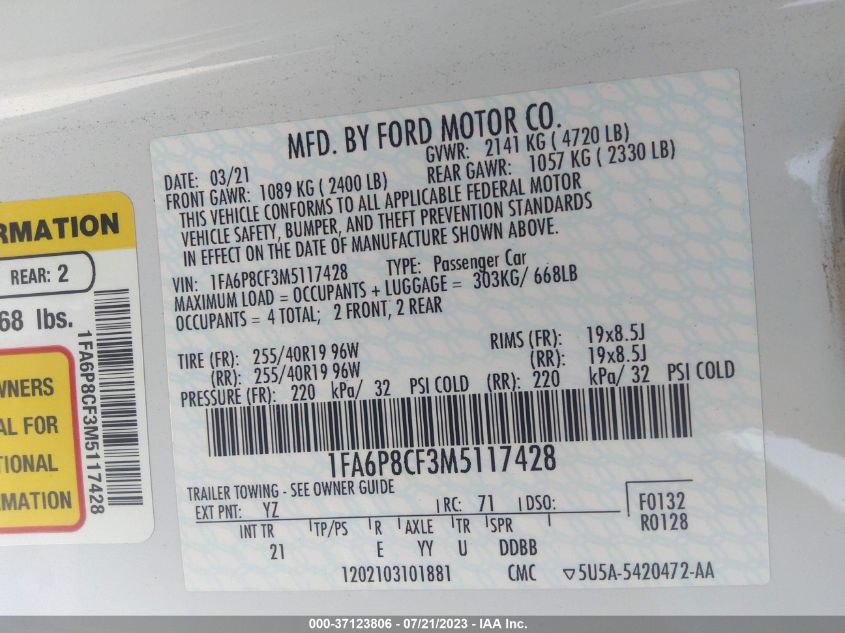 MFD. BY FORD MOTOR CO.
DATE: 03/21 GVWR: 2141 KG ( 4720 LB)
FRONT GAWR: 1089 KG ( 2400 LB) REAR GAWR: 1057 KG ( 2330 LB)
THIS VEHICLE CONFORMS TO ALL APPLICABLE FEDERAL MOTOR
VEHICLE SAFETY, BUMPER, AND THEFT PREVENTION STANDARDS
IN EFFECT ON THE DATE OF MANUFACTURE SHOWN ABOVE.
VIN: 1FA6P8CF3M5117428 TYPE: Passenger Car
MAXIMUM LOAD = OCCUPANTS + LUGGAGE = 303KG/ 668LB
OCCUPANTS = 4 TOTAL; 2 FRONT, 2 REAR
TIRE (FR): 255/40R19 96W RIMS (FR): 19x8.5J
(RR): 255/40R19 96W (RR): 19x8.5J
PRESSURE (FR): 220 kPa/ 32 PSI COLD (RR): 220 kPa/ 32 PSI COLD
1FA6P8CF3M5117428
TRAILER TOWING - SEE OWNER GUIDE
EXT PNT: YZ RC: 71 DSO:
F0132
R0128
INT TR TP/PS R AXLE TR SPR
21 E YY U DDBB
1202103101881 CMC ▽5U5A-5420472-AA
RMATION
REAR: 2
68 lbs.
1FA6P8CF3M5117428
WNERS
AL FOR
TIONAL
RMATION
000-37123806 - 07/21/2023 - Copyright © IAA, LLC. All Rights Reserved.